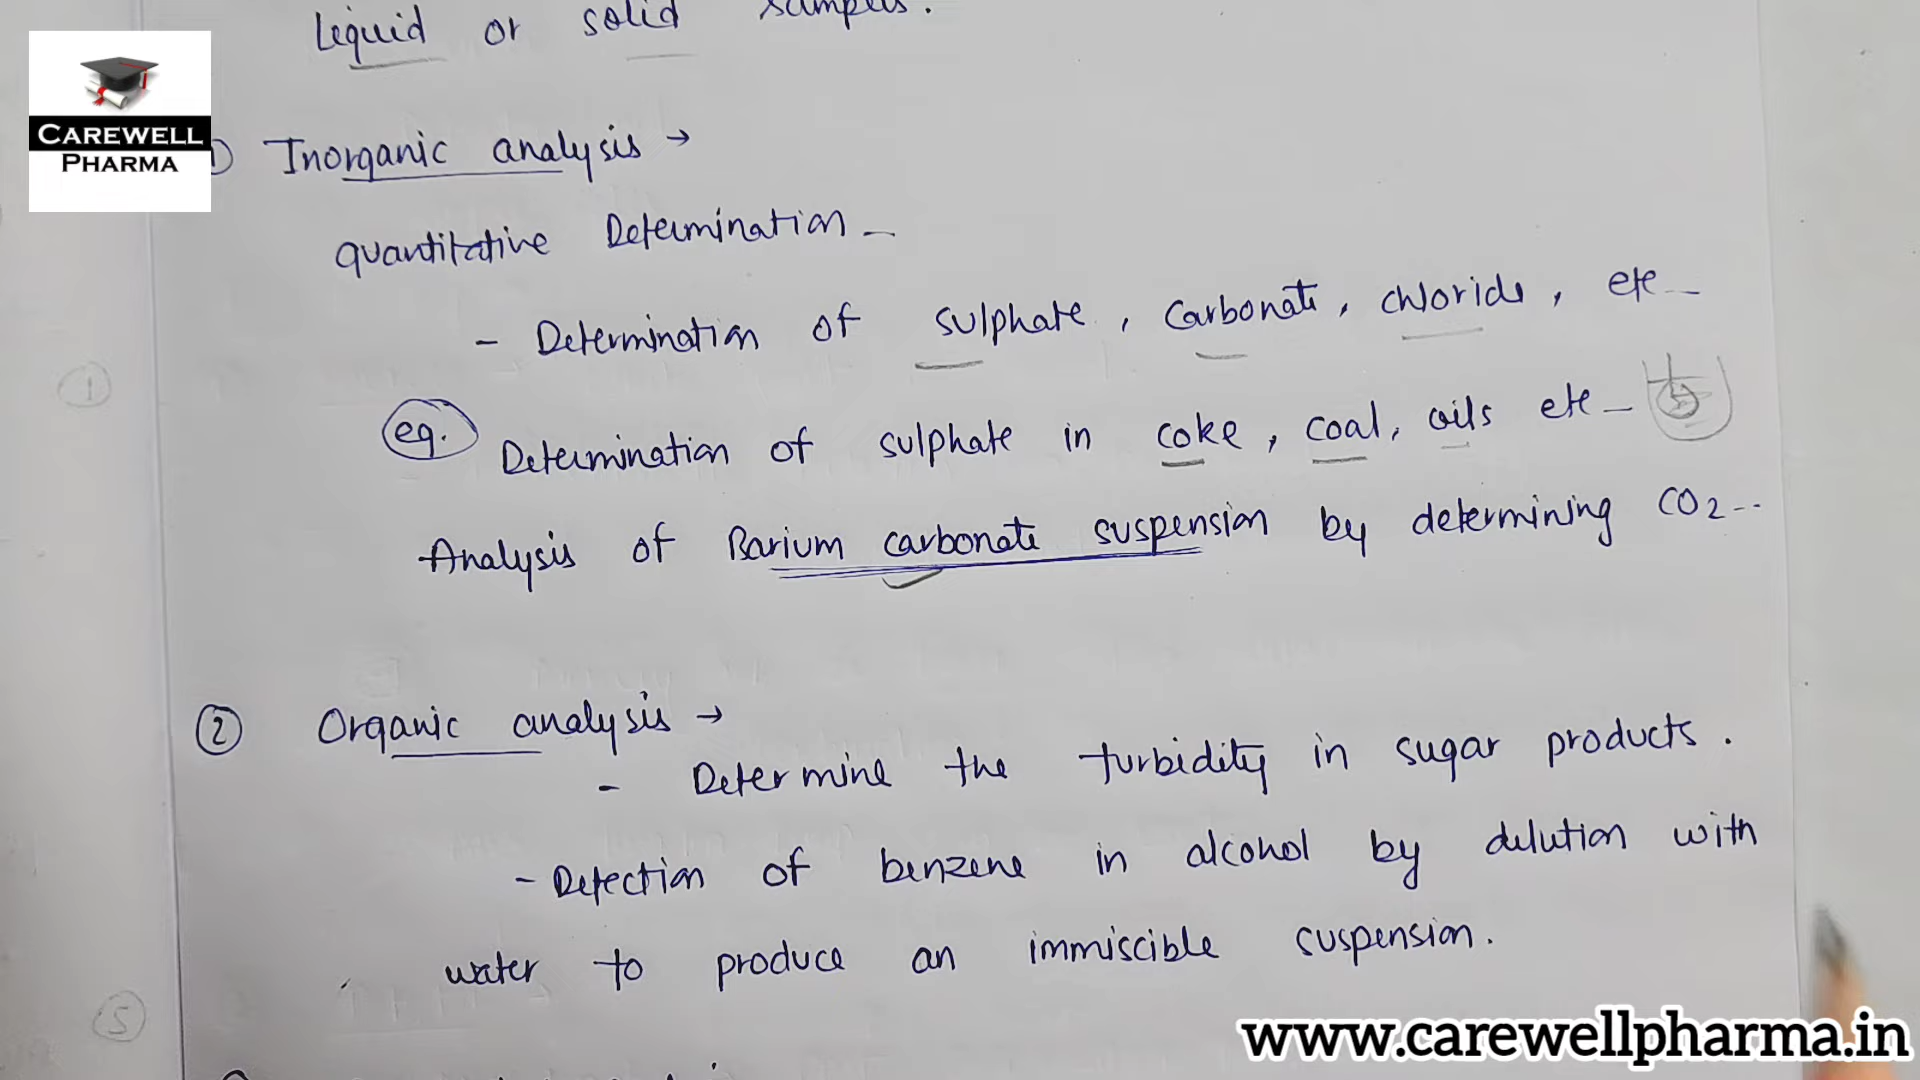 Liquid or solid samples.
CAREWELL
PHARMA
1) Inorganic analysis →
quantitative Determination –
- Determination of sulphate, carbonate, chloride, etc –
eg. Determination of sulphate in coke, coal, oils etc –
Analysis of Barium carbonate suspension by determining CO2 --
2 Organic analysis →
- Determine the turbidity in sugar products.
- Detection of benzene in alcohol by dilution with
water to produce an immiscible suspension.
www.carewellpharma.in